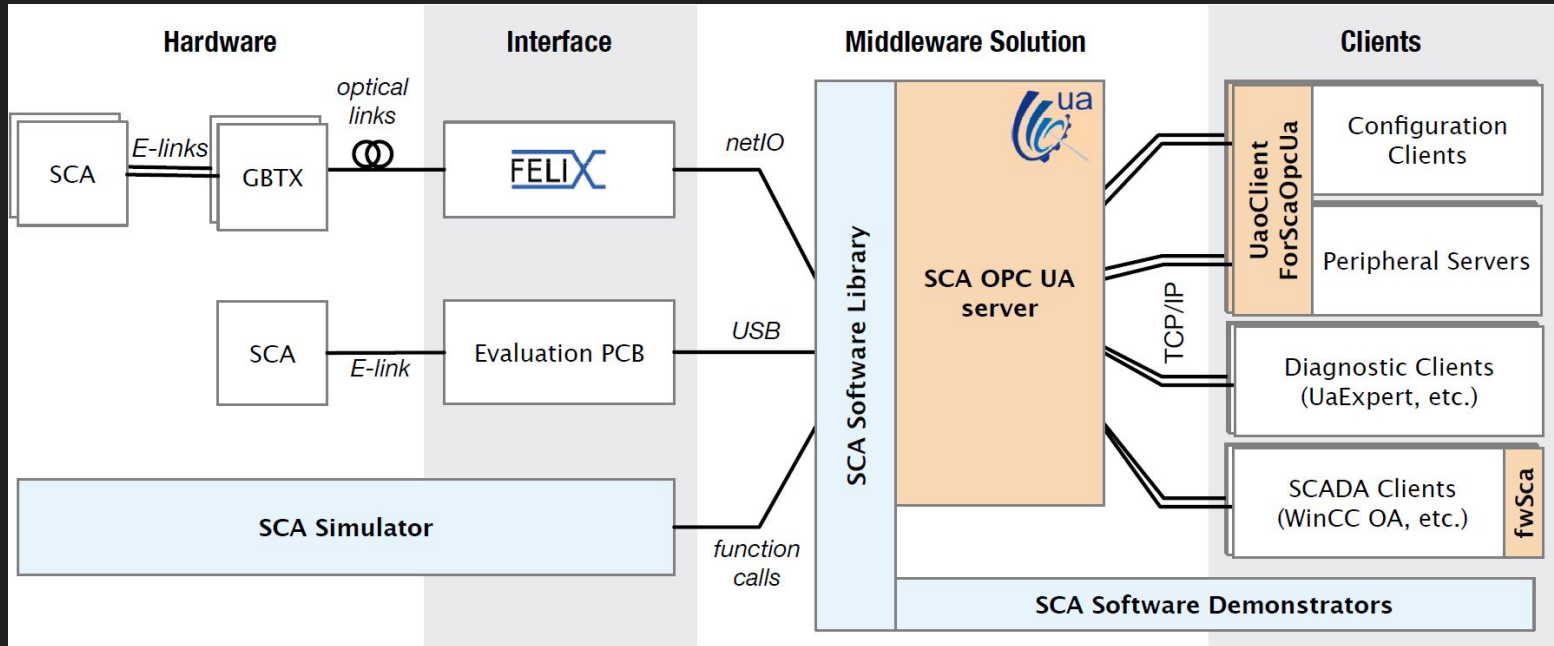 Hardware
Interface
Middleware Solution
Clients
optical
links
E-links
SCA
GBTX
FELIX
netIO
ua
SCA
E-link
Evaluation PCB
USB
SCA Simulator
function
calls
SCA Software Library
SCA OPC UA
server
TCP/IP
UaoClient
ForScaOpcUa
Configuration
Clients
Peripheral Servers
Diagnostic Clients
(UaExpert, etc.)
SCADA Clients
(WinCC OA, etc.)
fwSca
SCA Software Demonstrators